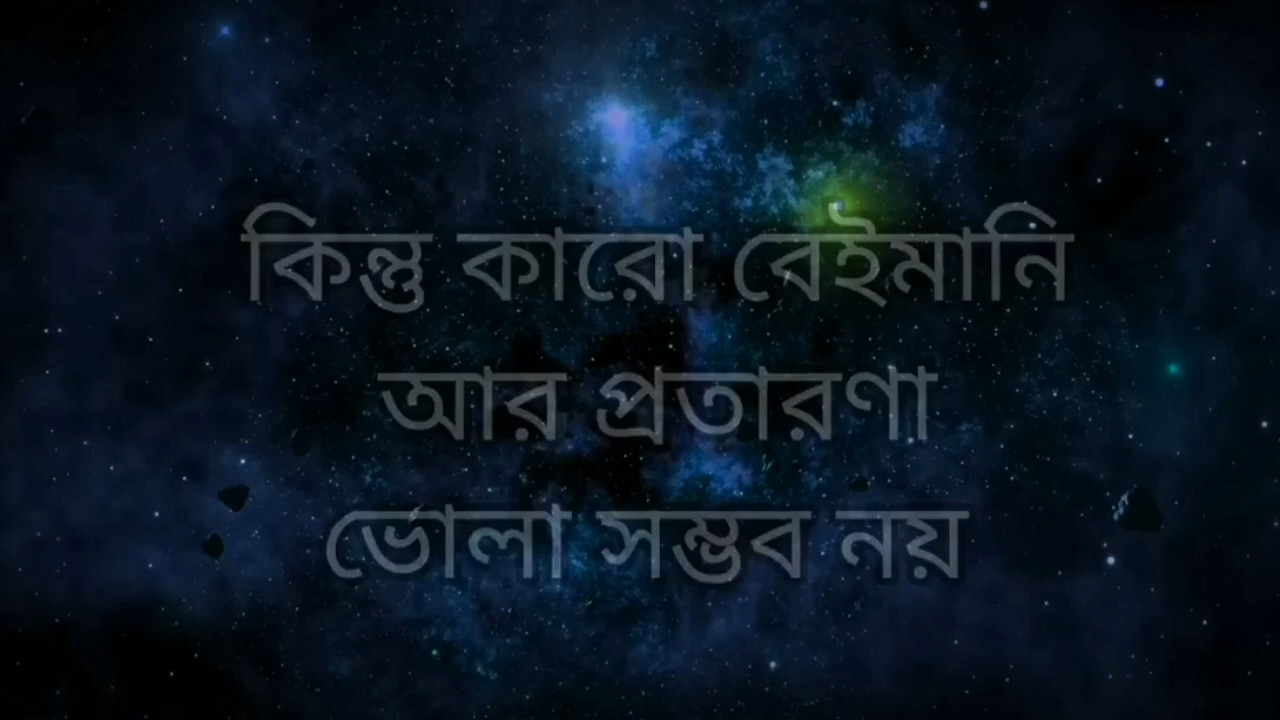 কিন্তু কারো বেইমানি
আর প্রতারণা
ভোলা সম্ভব নয়